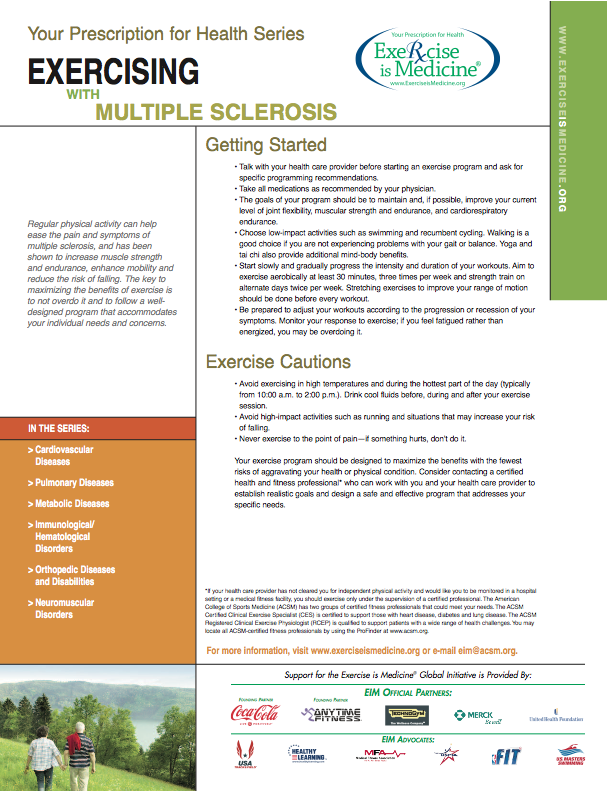 Your Prescription for Health Series
EXERCISING
WITH
MULTIPLE SCLEROSIS
Your Prescription for Health
ExeRxcise
is Medicine®
www.ExerciseisMedicine.org
WWW.EXERCISEISMEDICINE.ORG
Regular physical activity can help
ease the pain and symptoms of
multiple sclerosis, and has been
shown to increase muscle strength
and endurance, enhance mobility and
reduce the risk of falling. The key to
maximizing the benefits of exercise is
to not overdo it and to follow a well-
designed program that accommodates
your individual needs and concerns.
IN THE SERIES:
> Cardiovascular
Diseases
> Pulmonary Diseases
> Metabolic Diseases
> Immunological/
Hematological
Disorders
> Orthopedic Diseases
and Disabilities
> Neuromuscular
Disorders
Getting Started
• Talk with your health care provider before starting an exercise program and ask for
specific programming recommendations.
• Take all medications as recommended by your physician.
• The goals of your program should be to maintain and, if possible, improve your current
level of joint flexibility, muscular strength and endurance, and cardiorespiratory
endurance.
• Choose low-impact activities such as swimming and recumbent cycling. Walking is a
good choice if you are not experiencing problems with your gait or balance. Yoga and
tai chi also provide additional mind-body benefits.
• Start slowly and gradually progress the intensity and duration of your workouts. Aim to
exercise aerobically at least 30 minutes, three times per week and strength train on
alternate days twice per week. Stretching exercises to improve your range of motion
should be done before every workout.
• Be prepared to adjust your workouts according to the progression or recession of your
symptoms. Monitor your response to exercise; if you feel fatigued rather than
energized, you may be overdoing it.
Exercise Cautions
• Avoid exercising in high temperatures and during the hottest part of the day (typically
from 10:00 a.m. to 2:00 p.m.). Drink cool fluids before, during and after your exercise
session.
• Avoid high-impact activities such as running and situations that may increase your risk
of falling.
• Never exercise to the point of pain—if something hurts, don't do it.
Your exercise program should be designed to maximize the benefits with the fewest
risks of aggravating your health or physical condition. Consider contacting a certified
health and fitness professional* who can work with you and your health care provider to
establish realistic goals and design a safe and effective program that addresses your
specific needs.
*If your health care provider has not cleared you for independent physical activity and would like you to be monitored in a hospital
setting or a medical fitness facility, you should exercise only under the supervision of a certified professional. The American
College of Sports Medicine (ACSM) has two groups of certified fitness professionals that could meet your needs. The ACSM
Certified Clinical Exercise Specialist (CES) is certified to support those with heart disease, diabetes and lung disease. The ACSM
Registered Clinical Exercise Physiologist (RCEP) is qualified to support patients with a wide range of health challenges. You may
locate all ACSM-certified fitness professionals by using the ProFinder at www.acsm.org.
For more information, visit www.exerciseismedicine.org or e-mail eim@acsm.org.
Support for the Exercise is Medicine® Global Initiative is Provided By:
EIM OFFICIAL PARTNERS:
FOUNDING PARTNER
Coca-Cola
FOUNDING PARTNER
ANYTIME
FITNESS
TECHNOGYM
The Wellness Company
MERCK
Be well
UnitedHealth Foundation
EIM ADVOCATES:
USA
HEALTHY
LEARNING
MFA
FIT
US MASTERS
SWIMMING